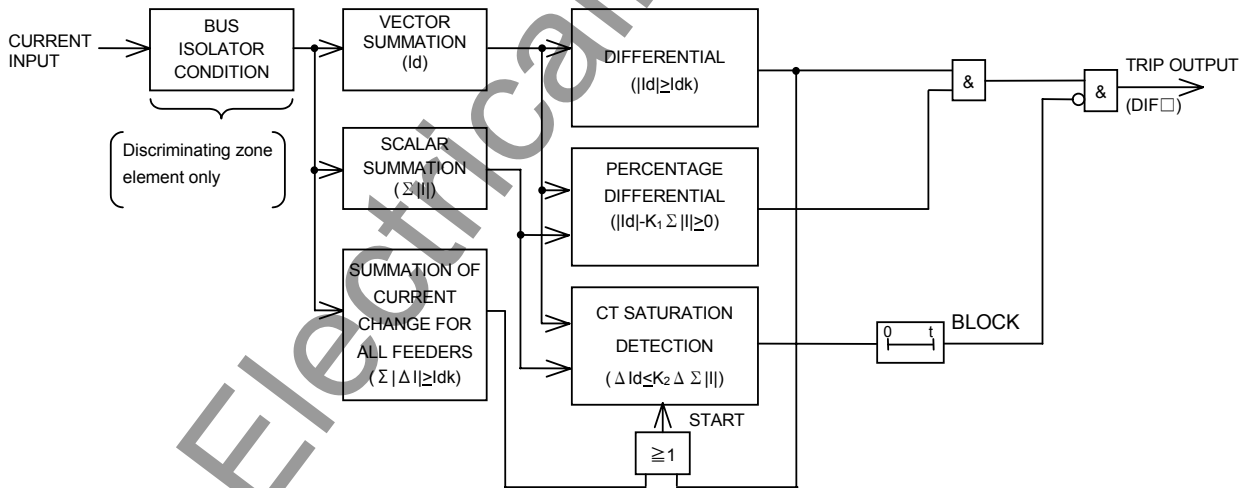 CURRENT
INPUT
BUS
ISOLATOR
CONDITION
Discriminating zone
element only
VECTOR
SUMMATION
(Id)
SCALAR
SUMMATION
(Σ|I|)
SUMMATION OF
CURRENT
CHANGE FOR
ALL FEEDERS
(Σ|ΔI|≥Idk)
DIFFERENTIAL
(|Id|≥Idk)
PERCENTAGE
DIFFERENTIAL
(|Id|-K₁Σ|I|≥0)
CT SATURATION
DETECTION
(ΔId≤K₂ΔΣ|I|)
START
≧1
&
&
TRIP OUTPUT
(DIF□)
0 t
BLOCK
Electrical